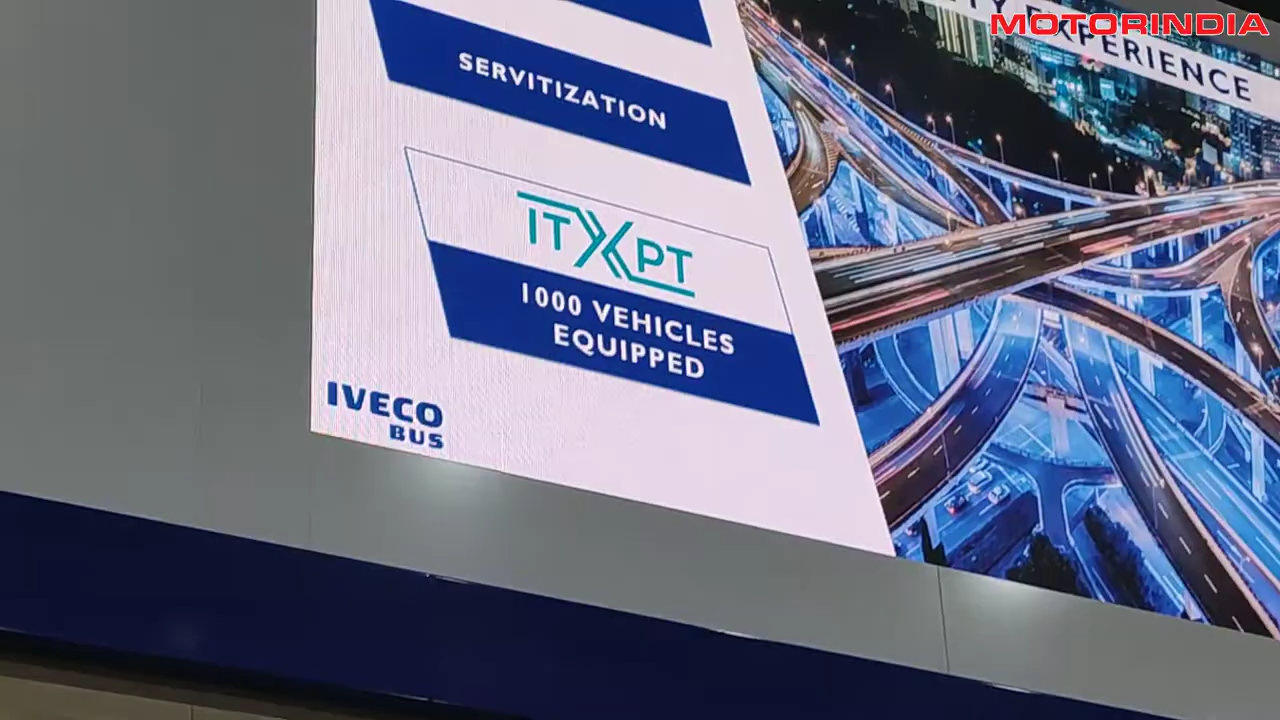 MOTORINDIA
EXPERIENCE
SERVITIZATION
ITXPT
1000 VEHICLES
EQUIPPED
IVECO
BUS